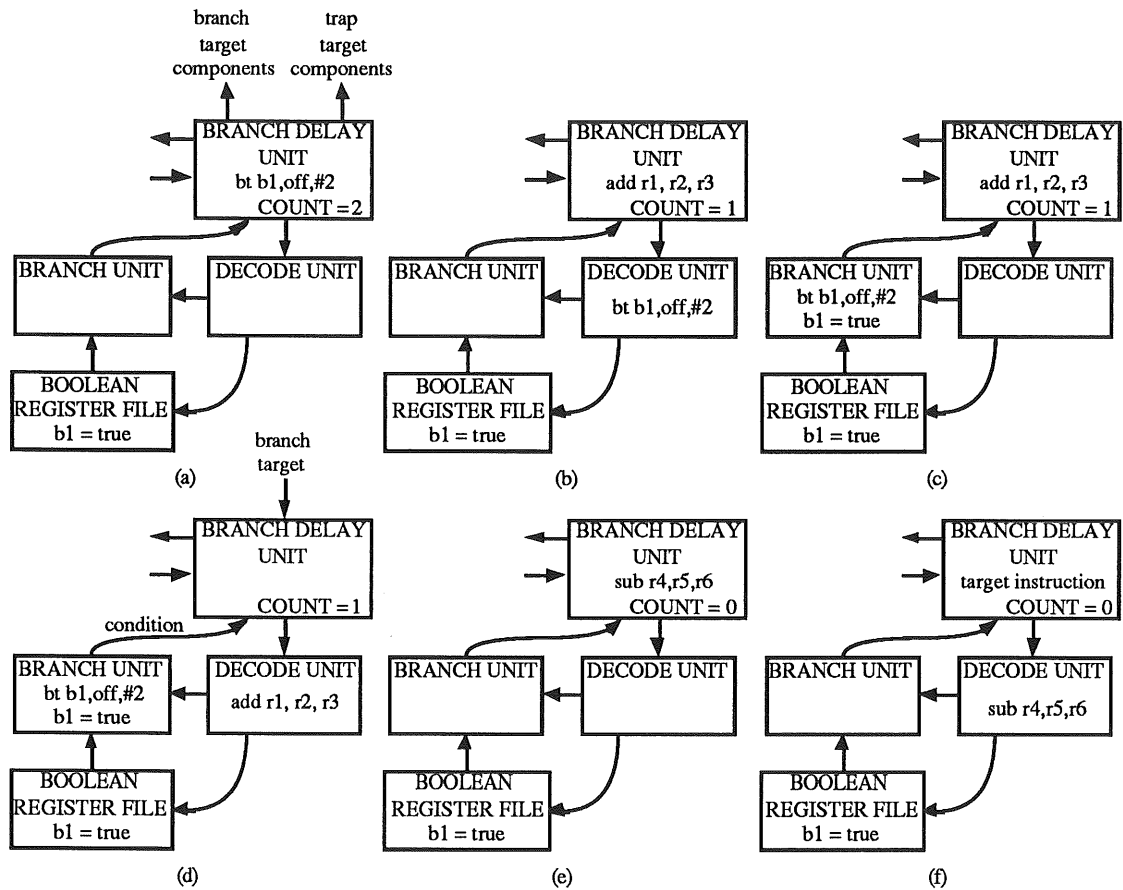 branch
target
components
trap
target
components
BRANCH DELAY
UNIT
bt b1,off,#2
COUNT = 2
BRANCH UNIT
DECODE UNIT
BOOLEAN
REGISTER FILE
b1 = true
(a)
BRANCH DELAY
UNIT
add r1, r2, r3
COUNT = 1
BRANCH UNIT
DECODE UNIT
bt b1,off,#2
BOOLEAN
REGISTER FILE
b1 = true
(b)
BRANCH DELAY
UNIT
add r1, r2, r3
COUNT = 1
BRANCH UNIT
bt b1,off,#2
b1 = true
DECODE UNIT
BOOLEAN
REGISTER FILE
b1 = true
(c)
branch
target
BRANCH DELAY
UNIT
COUNT = 1
condition
BRANCH UNIT
bt b1,off,#2
b1 = true
DECODE UNIT
add r1, r2, r3
BOOLEAN
REGISTER FILE
b1 = true
(d)
BRANCH DELAY
UNIT
sub r4,r5,r6
COUNT = 0
BRANCH UNIT
DECODE UNIT
BOOLEAN
REGISTER FILE
b1 = true
(e)
BRANCH DELAY
UNIT
target instruction
COUNT = 0
BRANCH UNIT
DECODE UNIT
sub r4,r5,r6
BOOLEAN
REGISTER FILE
b1 = true
(f)